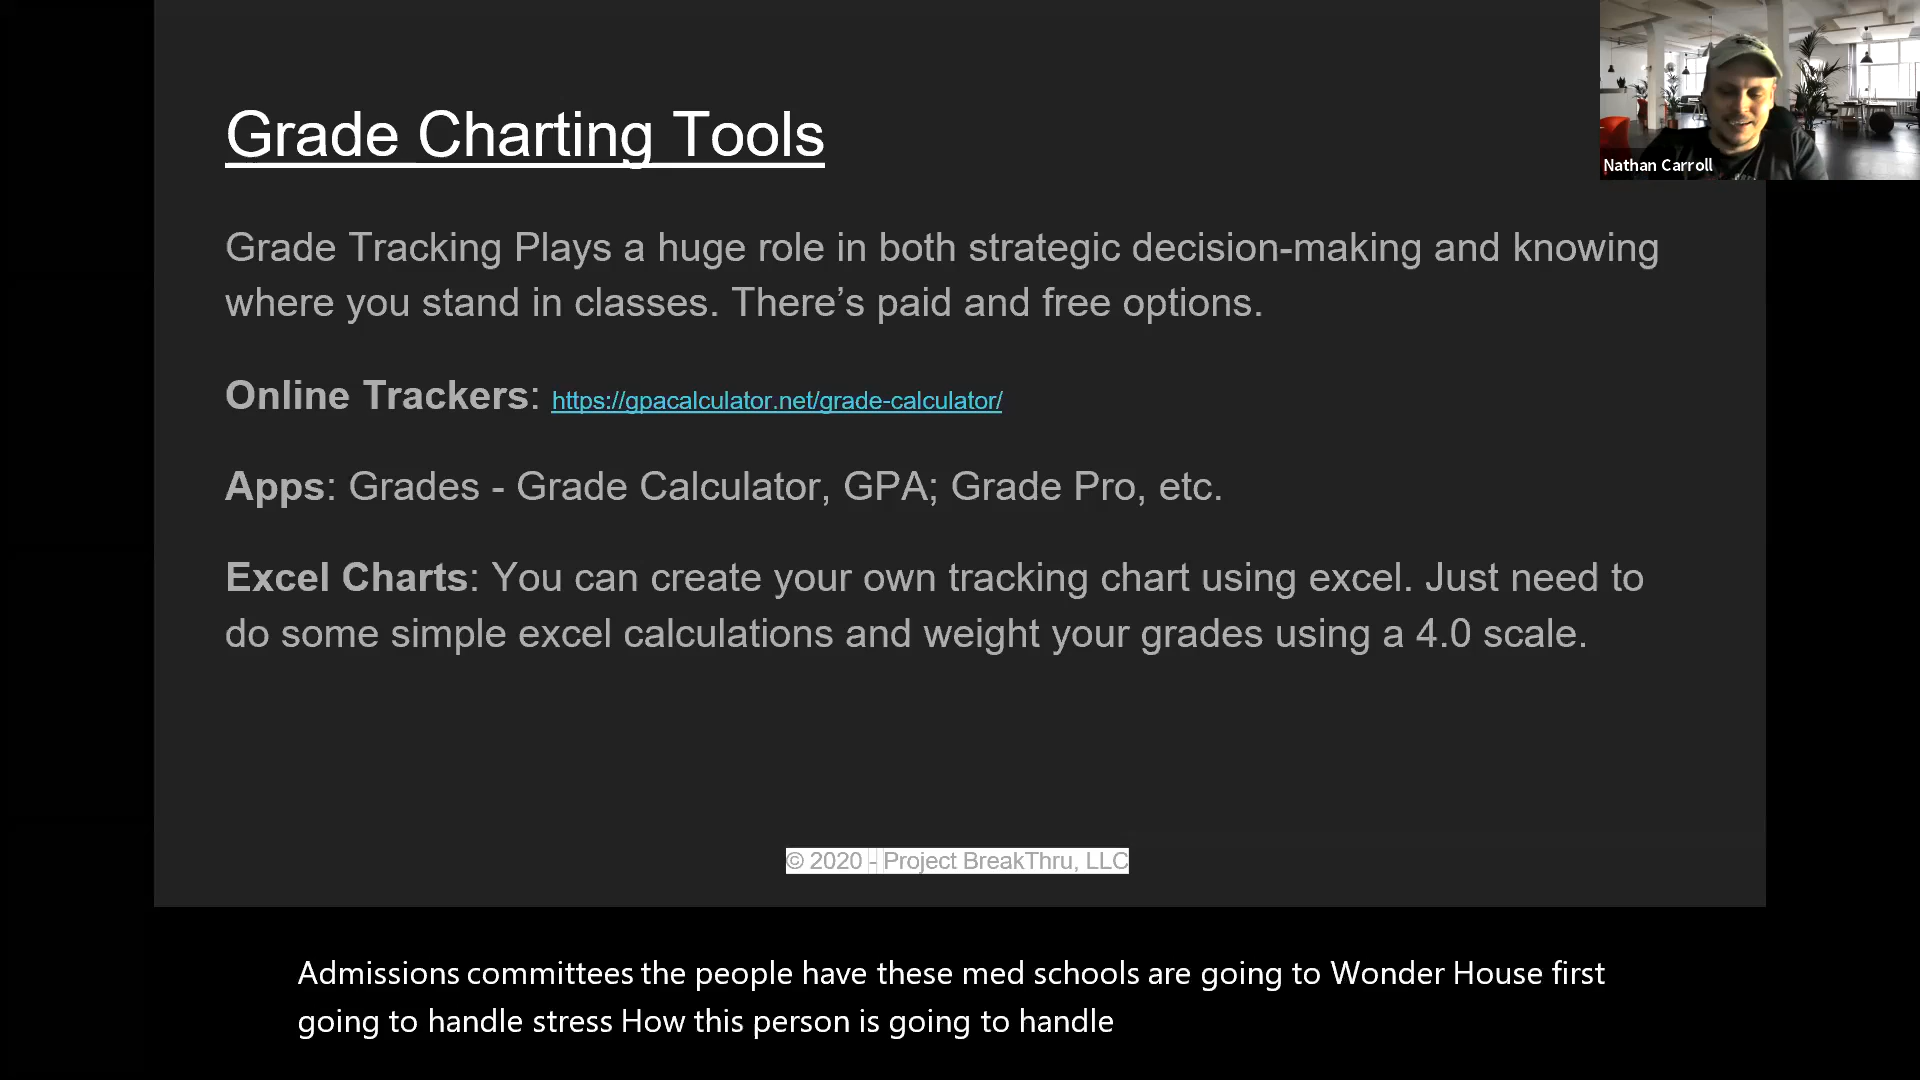 Grade Charting Tools
Nathan Carroll
Grade Tracking Plays a huge role in both strategic decision-making and knowing
where you stand in classes. There’s paid and free options.
Online Trackers: https://gpacalculator.net/grade-calculator/
Apps: Grades - Grade Calculator, GPA; Grade Pro, etc.
Excel Charts: You can create your own tracking chart using excel. Just need to
do some simple excel calculations and weight your grades using a 4.0 scale.
© 2020 - Project BreakThru, LLC
Admissions committees the people have these med schools are going to Wonder House first
going to handle stress How this person is going to handle